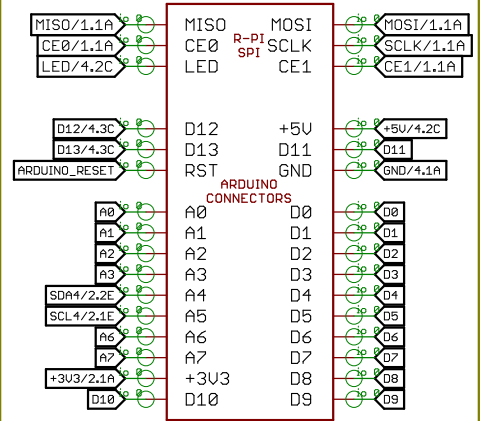 MISO/1.1A MISO MOSI MOSI/1.1A
CE0/1.1A CE0 R-PI SPI SCLK SCLK/1.1A
LED/4.2C LED CE1 CE1/1.1A
D12/4.3C D12 +5V +5V/4.2C
D13/4.3C D13 D11 D11
ARDUINO_RESET RST GND GND/4.1A
ARDUINO
CONNECTORS
A0 A0 D0 D0
A1 A1 D1 D1
A2 A2 D2 D2
A3 A3 D3 D3
SDA4/2.2E A4 D4 D4
SCL4/2.1E A5 D5 D5
A6 A6 D6 D6
A7 A7 D7 D7
+3V3/2.1A +3V3 D8 D8
D10 D10 D9 D9